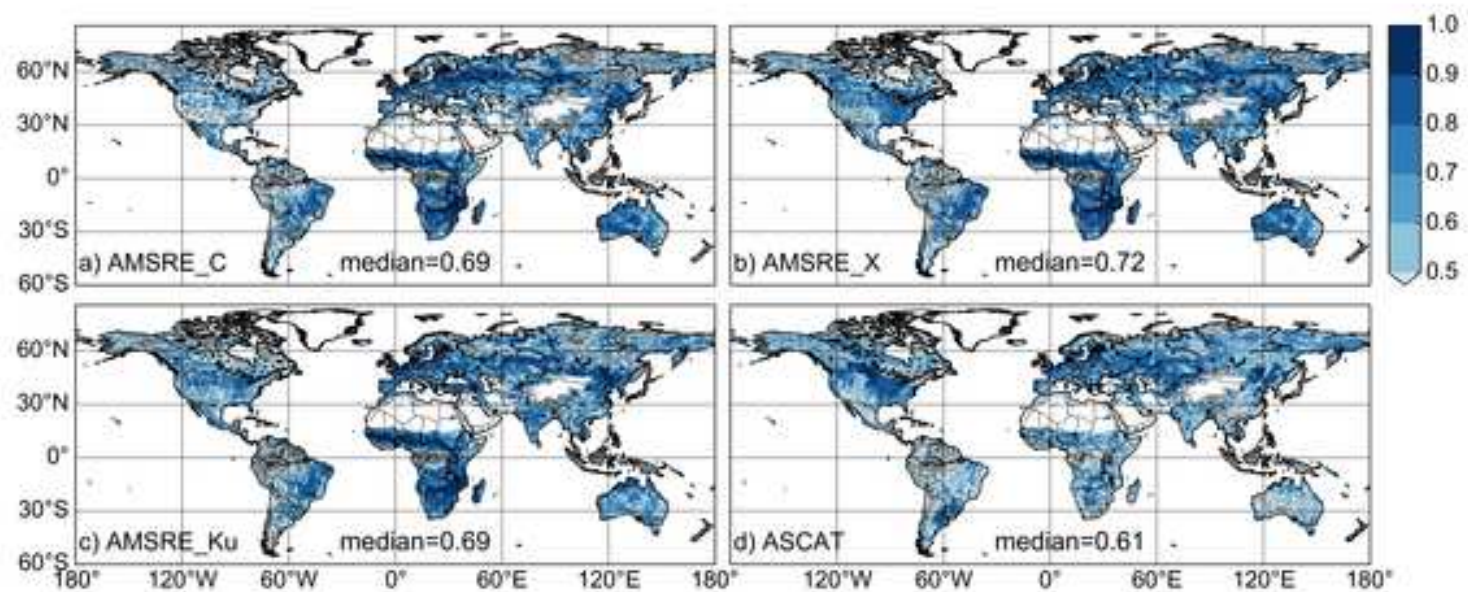 1.0
0.9
60°N
0.8
30°N
0.7
0°
0.6
30°S
a) AMSRE_C median=0.69 b) AMSRE_X median=0.72
0.5
60°S
60°N
30°N
0°
30°S
c) AMSRE_Ku median=0.69 d) ASCAT median=0.61
60°S
180° 120°W 60°W 0° 60°E 120°E 180° 120°W 60°W 0° 60°E 120°E 180°